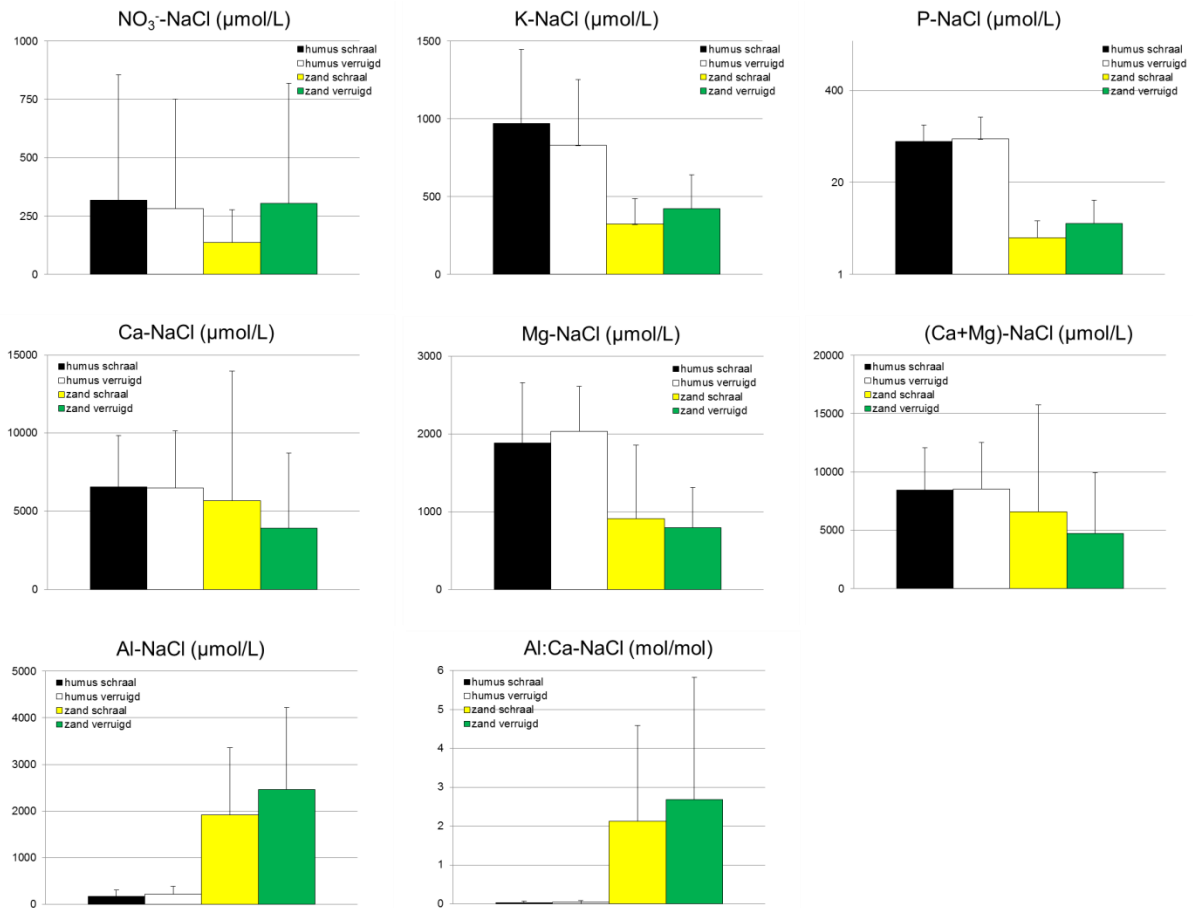 NO₃⁻-NaCl (µmol/L)
1000
750
500
250
0
humus schraal
humus verruigd
zand schraal
zand verruigd
K-NaCl (µmol/L)
1500
1000
500
0
humus schraal
humus verruigd
zand schraal
zand verruigd
P-NaCl (µmol/L)
400
20
1
humus schraal
humus verruigd
zand schraal
zand verruigd
Ca-NaCl (µmol/L)
15000
10000
5000
0
humus schraal
humus verruigd
zand schraal
zand verruigd
Mg-NaCl (µmol/L)
3000
2000
1000
0
humus schraal
humus verruigd
zand schraal
zand verruigd
(Ca+Mg)-NaCl (µmol/L)
20000
15000
10000
5000
0
humus schraal
humus verruigd
zand schraal
zand verruigd
Al-NaCl (µmol/L)
5000
4000
3000
2000
1000
0
humus schraal
humus verruigd
zand schraal
zand verruigd
Al:Ca-NaCl (mol/mol)
6
5
4
3
2
1
0
humus schraal
humus verruigd
zand schraal
zand verruigd